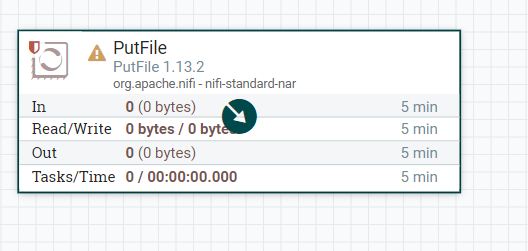 PutFile
PutFile 1.13.2
org.apache.nifi - nifi-standard-nar
In 0 (0 bytes) 5 min
Read/Write 0 bytes / 0 bytes 5 min
Out 0 (0 bytes) 5 min
Tasks/Time 0 / 00:00:00.000 5 min